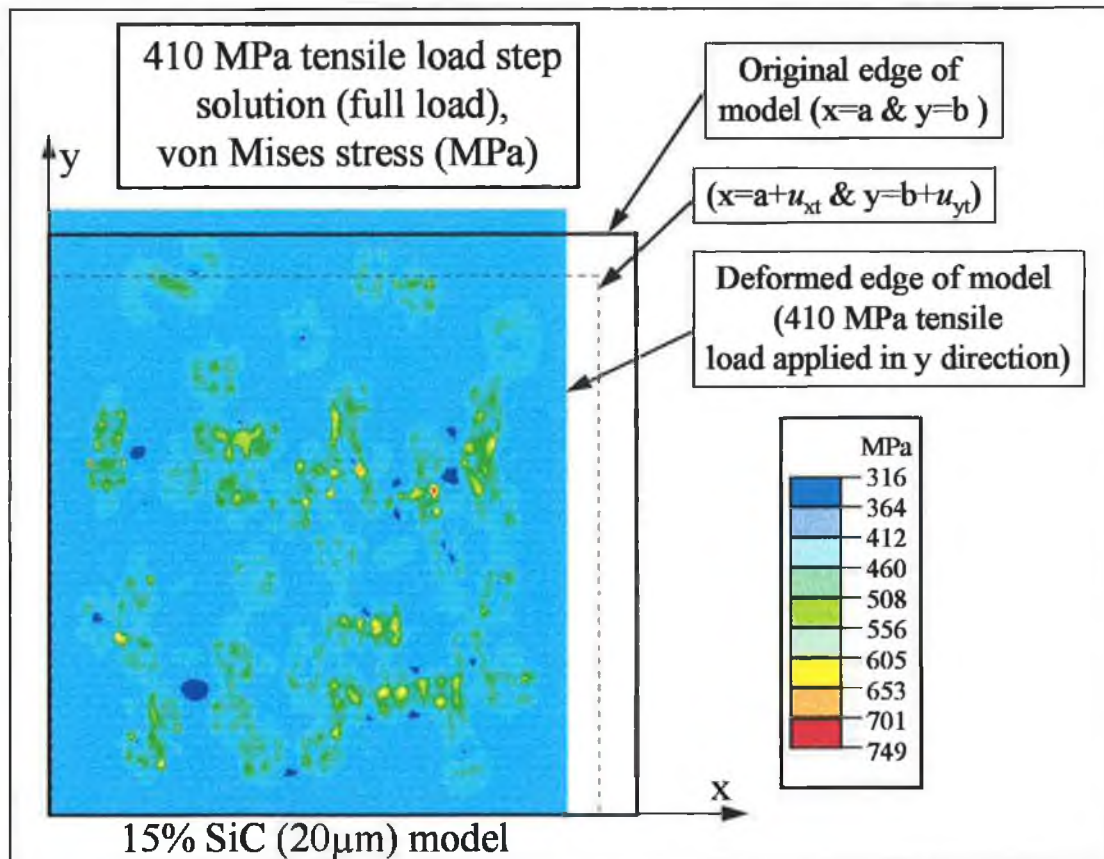 410 MPa tensile load step
solution (full load),
von Mises stress (MPa)
Original edge of
model (x=a & y=b )
(x=a+uxt & y=b+uyt)
Deformed edge of model
(410 MPa tensile
load applied in y direction)
y
MPa
316
364
412
460
508
556
605
653
701
749
x
15% SiC (20μm) model